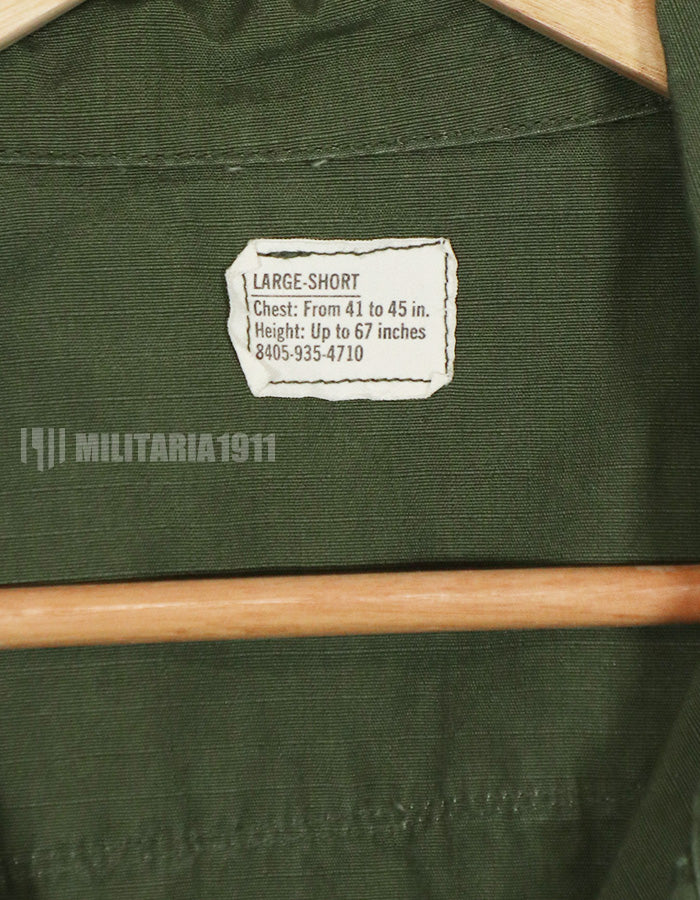 LARGE-SHORT
Chest: From 41 to 45 in.
Height: Up to 67 inches
8405-935-4710
MILITARIA1911